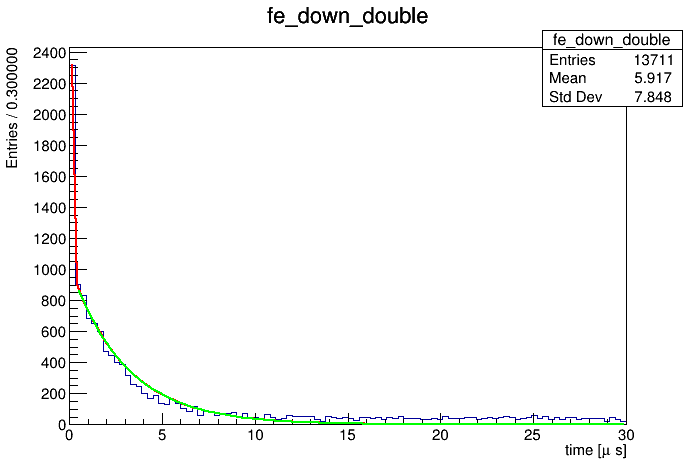 fe_down_double
fe_down_double
Entries 13711
Mean 5.917
Std Dev 7.848
Entries / 0.300000
2400
2200
2000
1800
1600
1400
1200
1000
800
600
400
200
0
0 5 10 15 20 25 30
time [μ s]